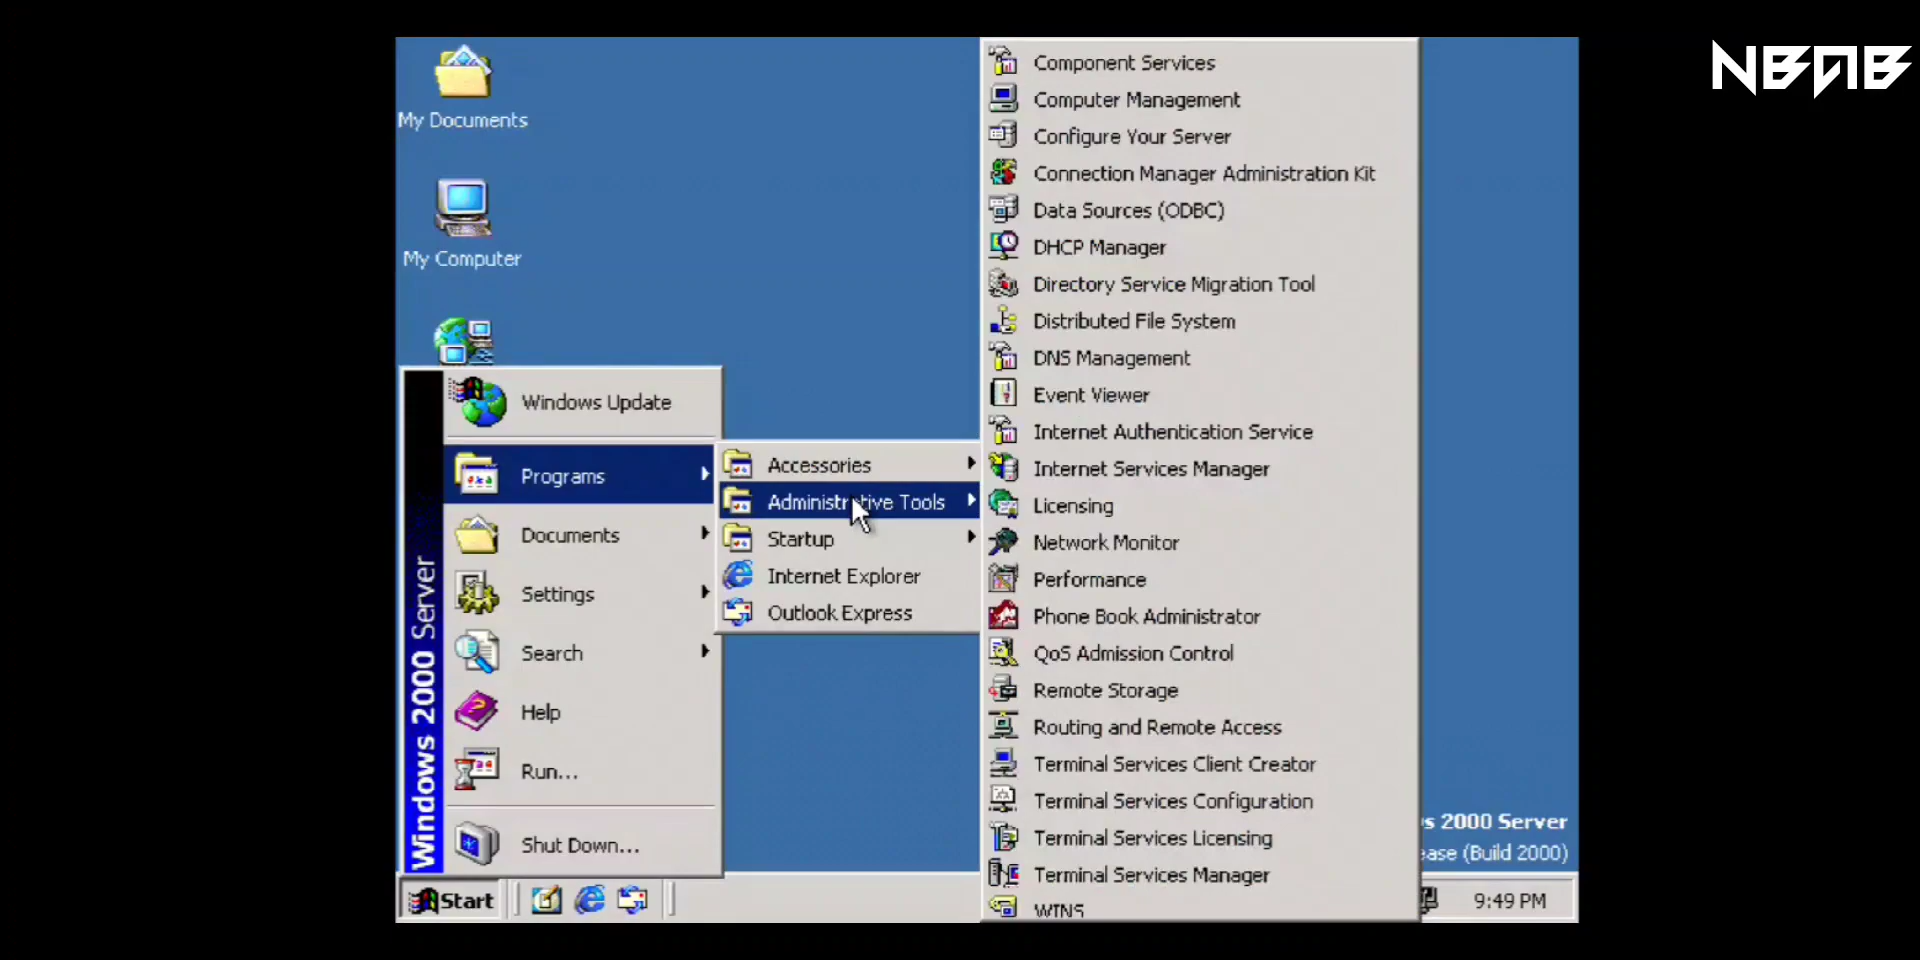 NBNB
My Documents
My Computer
Windows Update
Programs
Documents
Settings
Search
Help
Run...
Shut Down...
Windows 2000 Server
Accessories
Administrative Tools
Startup
Internet Explorer
Outlook Express
Component Services
Computer Management
Configure Your Server
Connection Manager Administration Kit
Data Sources (ODBC)
DHCP Manager
Directory Service Migration Tool
Distributed File System
DNS Management
Event Viewer
Internet Authentication Service
Internet Services Manager
Licensing
Network Monitor
Performance
Phone Book Administrator
QoS Admission Control
Remote Storage
Routing and Remote Access
Terminal Services Client Creator
Terminal Services Configuration
Terminal Services Licensing
Terminal Services Manager
WINS
s 2000 Server
ease (Build 2000)
Start
9:49 PM